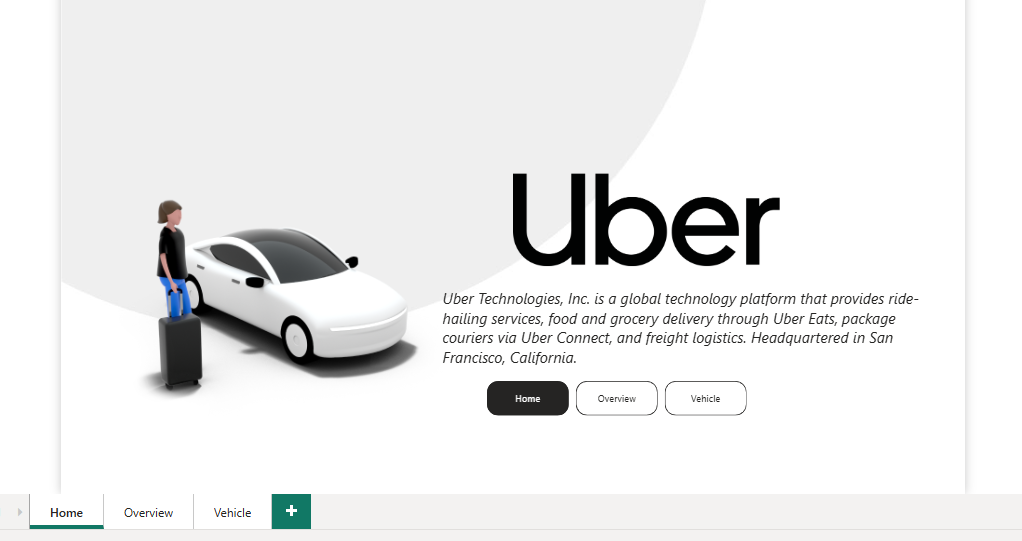 Uber
Uber Technologies, Inc. is a global technology platform that provides ride-
hailing services, food and grocery delivery through Uber Eats, package
couriers via Uber Connect, and freight logistics. Headquartered in San
Francisco, California.
Home Overview Vehicle
Home Overview Vehicle +